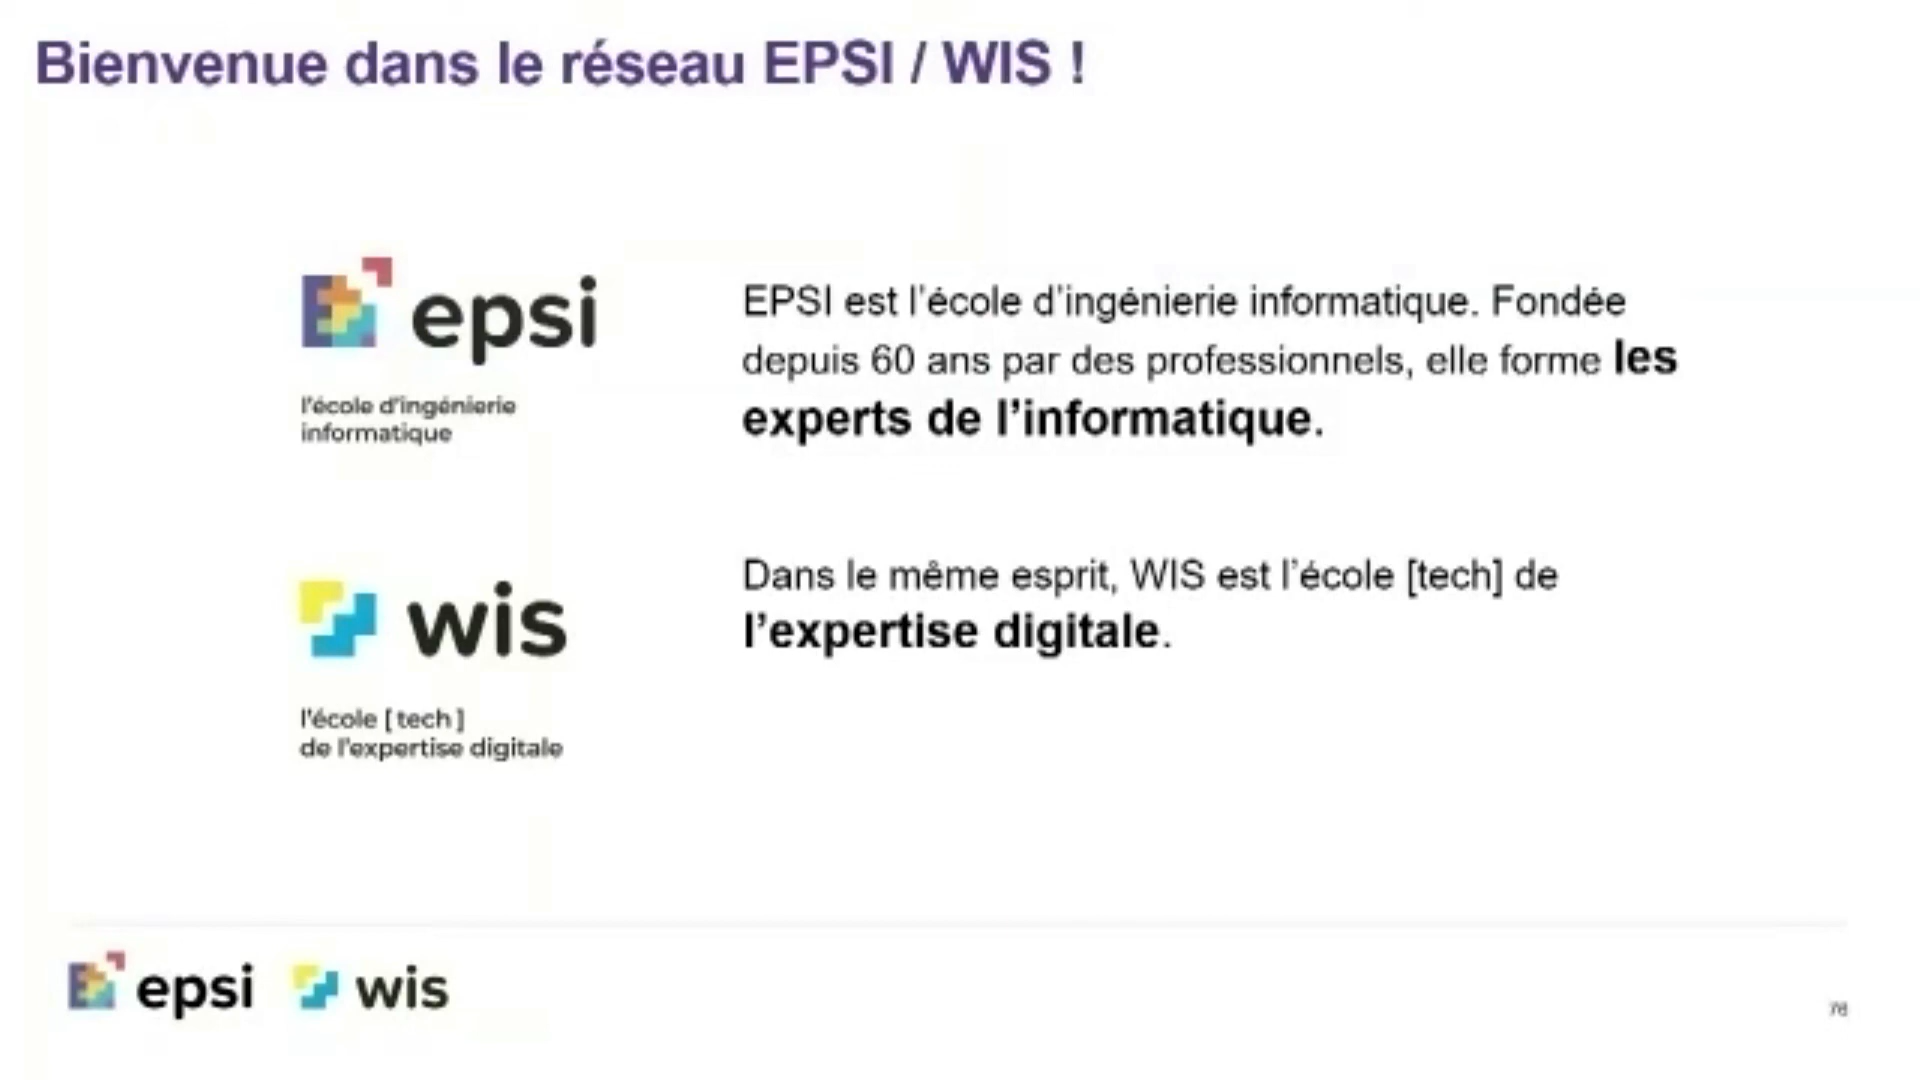 Bienvenue dans le réseau EPSI / WIS !
epsi
l'école d'ingénierie
informatique
EPSI est l'école d'ingénierie informatique. Fondée
depuis 60 ans par des professionnels, elle forme les
experts de l'informatique.
wis
l'école [ tech ]
de l'expertise digitale
Dans le même esprit, WIS est l'école [tech] de
l'expertise digitale.
epsi wis